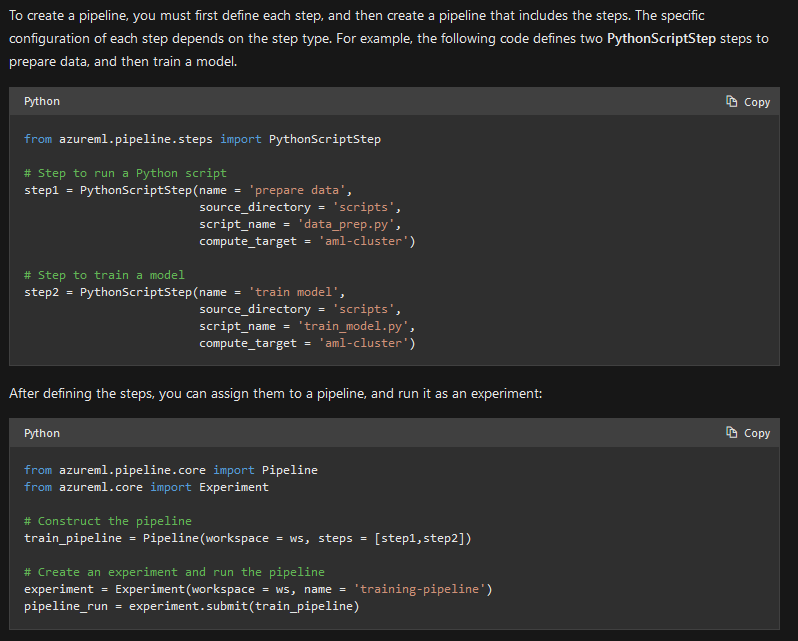 To create a pipeline, you must first define each step, and then create a pipeline that includes the steps. The specific
configuration of each step depends on the step type. For example, the following code defines two PythonScriptStep steps to
prepare data, and then train a model.
Python
Copy
from azureml.pipeline.steps import PythonScriptStep
# Step to run a Python script
step1 = PythonScriptStep(name = 'prepare data',
                         source_directory = 'scripts',
                         script_name = 'data_prep.py',
                         compute_target = 'aml-cluster')
# Step to train a model
step2 = PythonScriptStep(name = 'train model',
                         source_directory = 'scripts',
                         script_name = 'train_model.py',
                         compute_target = 'aml-cluster')
After defining the steps, you can assign them to a pipeline, and run it as an experiment:
Python
Copy
from azureml.pipeline.core import Pipeline
from azureml.core import Experiment
# Construct the pipeline
train_pipeline = Pipeline(workspace = ws, steps = [step1,step2])
# Create an experiment and run the pipeline
experiment = Experiment(workspace = ws, name = 'training-pipeline')
pipeline_run = experiment.submit(train_pipeline)